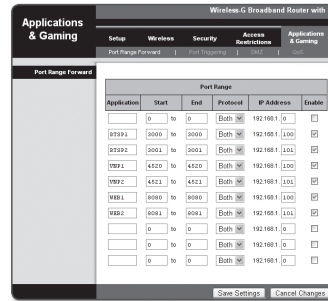 Wireless-G Broadband Router with
Applications & Gaming
Setup Wireless Security Access Restrictions Applications & Gaming
Port Range Forward | Port Triggering | DMZ | QoS
Port Range Forward
Port Range
Application Start End Protocol IP Address Enable
0 to 0 Both 192.168.1. 0
RTSP1 3000 to 3000 Both 192.168.1. 100
RTSP2 3001 to 3001 Both 192.168.1. 101
VNP1 4520 to 4520 Both 192.168.1. 100
VNP2 4521 to 4521 Both 192.168.1. 101
WEB1 8080 to 8080 Both 192.168.1. 100
WEB2 8081 to 8081 Both 192.168.1. 101
0 to 0 Both 192.168.1. 0
0 to 0 Both 192.168.1. 0
0 to 0 Both 192.168.1. 0
Save Settings Cancel Changes